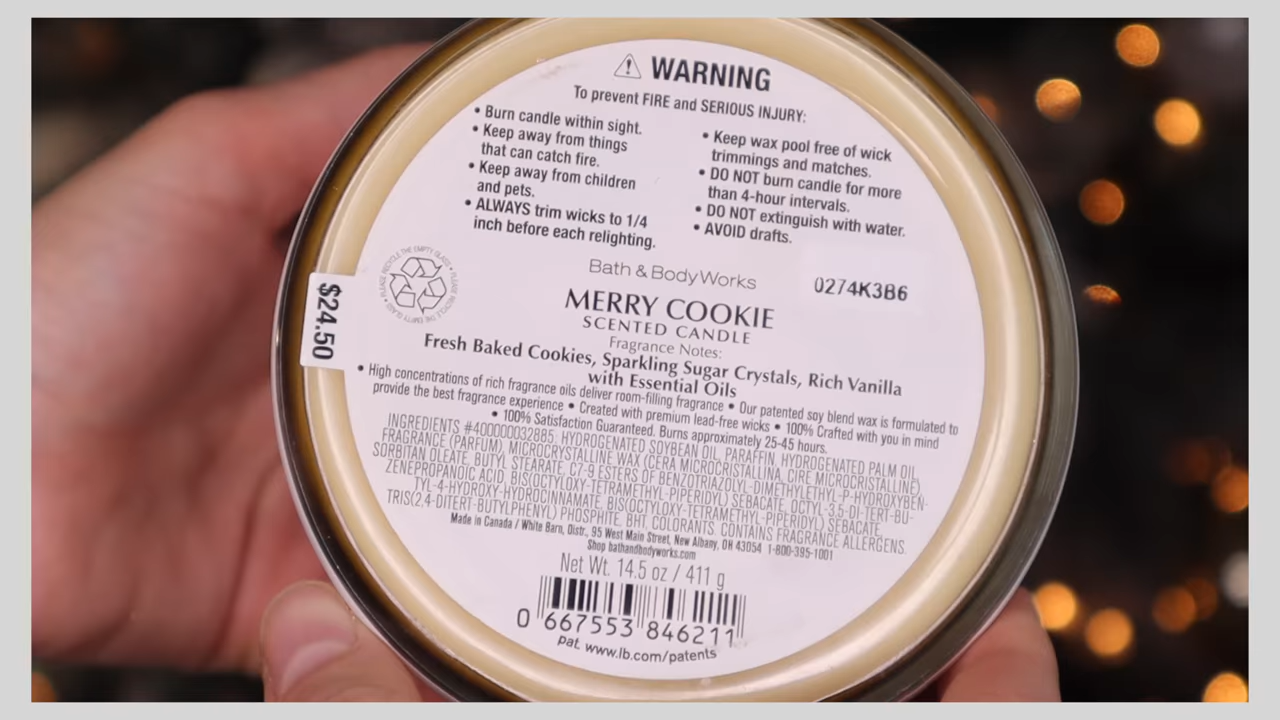 WARNING
To prevent FIRE and SERIOUS INJURY:
• Burn candle within sight.
• Keep away from things
that can catch fire.
• Keep away from children
and pets.
• ALWAYS trim wicks to 1/4
inch before each relighting.
• Keep wax pool free of wick
trimmings and matches.
• DO NOT burn candle for more
than 4-hour intervals.
• DO NOT extinguish with water.
• AVOID drafts.
PLEASE RECYCLE THE EMPTY GLASS • PLEASE RECYCLE THE EMPTY GLASS •
$24.50
Bath & Body Works
0274K3B6
MERRY COOKIE
SCENTED CANDLE
Fragrance Notes:
Fresh Baked Cookies, Sparkling Sugar Crystals, Rich Vanilla
with Essential Oils
• High concentrations of rich fragrance oils deliver room-filling fragrance • Our patented soy blend wax is formulated to
provide the best fragrance experience • Created with premium lead-free wicks • 100% Crafted with you in mind
• 100% Satisfaction Guaranteed. Burns approximately 25-45 hours.
INGREDIENTS #400000032885: HYDROGENATED SOYBEAN OIL, PARAFFIN, HYDROGENATED PALM OIL,
FRAGRANCE (PARFUM), MICROCRYSTALLINE WAX (CERA MICROCRISTALLINA, CIRE MICROCRISTALLINE),
SORBITAN OLEATE, BUTYL STEARATE, C7-9 ESTERS OF BENZOTRIAZOLYL-DIMETHYLETHYL-P-HYDROXYBEN-
ZENEPROPANOIC ACID, BIS(OCTYLOXY-TETRAMETHYL-PIPERIDYL) SEBACATE, OCTYL-3,5-DI-TERT-BU-
TYL-4-HYDROXY-HYDROCINNAMATE, BIS(OCTYLOXY-TETRAMETHYL-PIPERIDYL) SEBACATE,
TRIS(2,4-DITERT-BUTYLPHENYL) PHOSPHITE, BHT, COLORANTS. CONTAINS FRAGRANCE ALLERGENS.
Made in Canada / White Barn, Distr., 95 West Main Street, New Albany, OH 43054 1-800-395-1001
Shop bathandbodyworks.com
Net Wt. 14.5 oz / 411 g
0 667553 846211
pat. www.lb.com/patents